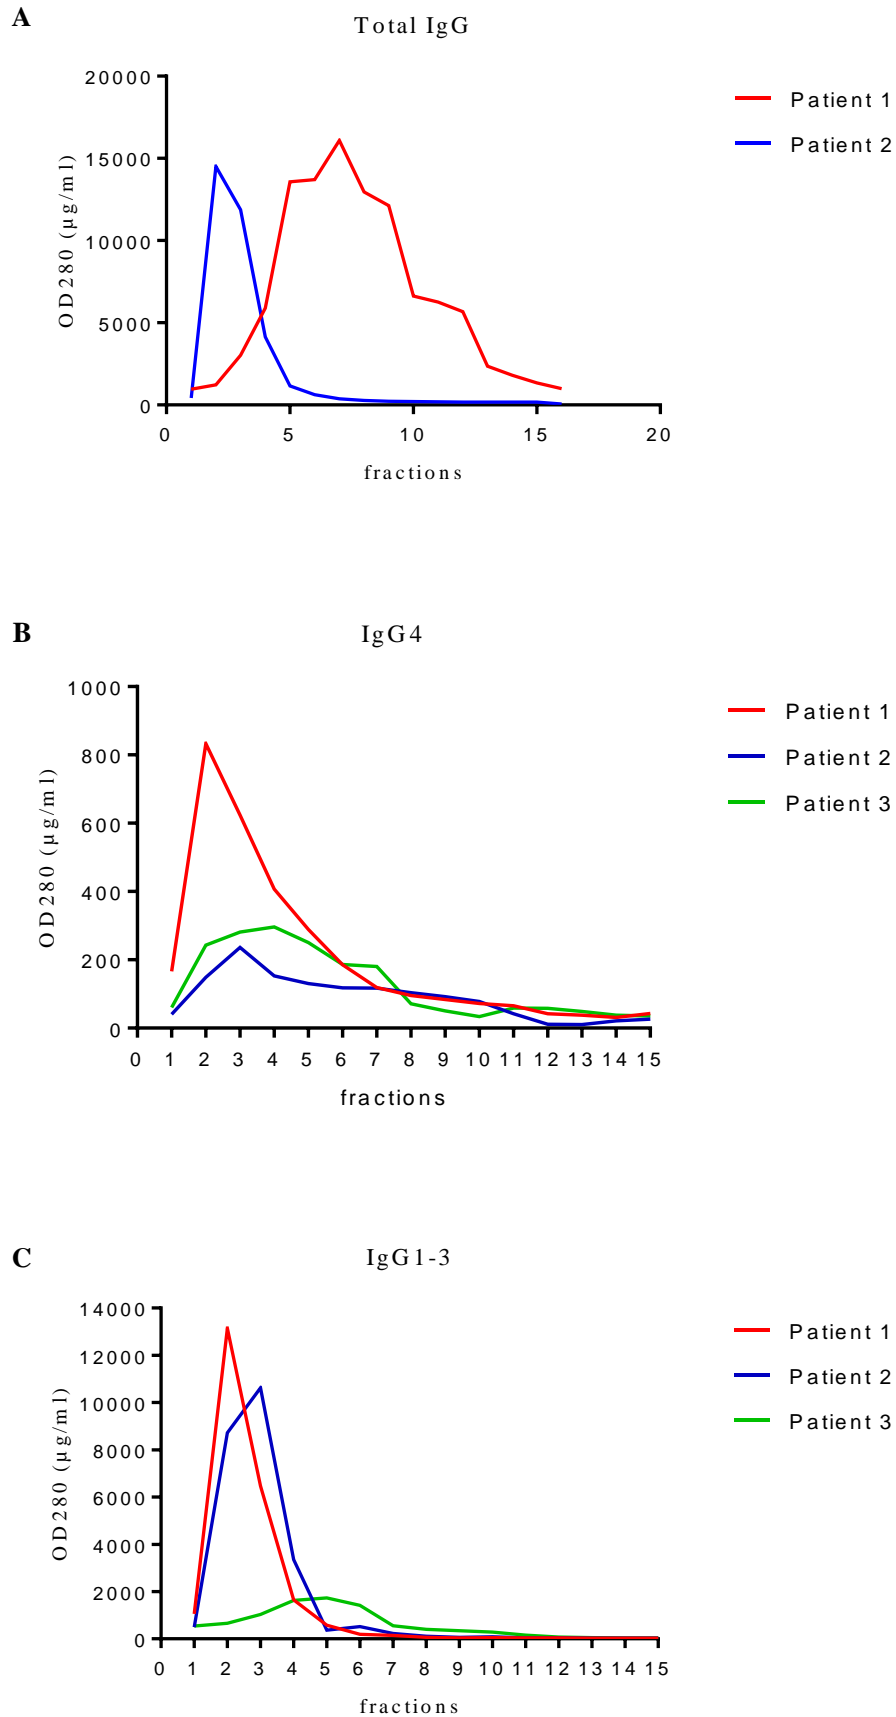 A
Total IgG
20000
15000
10000
5000
0
OD280 (µg/ml)
0 5 10 15 20
fractions
Patient 1
Patient 2
B
IgG4
1000
800
600
400
200
0
OD280 (µg/ml)
0 1 2 3 4 5 6 7 8 9 10 11 12 13 14 15
fractions
Patient 1
Patient 2
Patient 3
C
IgG1-3
14000
12000
10000
8000
6000
4000
2000
0
OD280 (µg/ml)
0 1 2 3 4 5 6 7 8 9 10 11 12 13 14 15
fractions
Patient 1
Patient 2
Patient 3